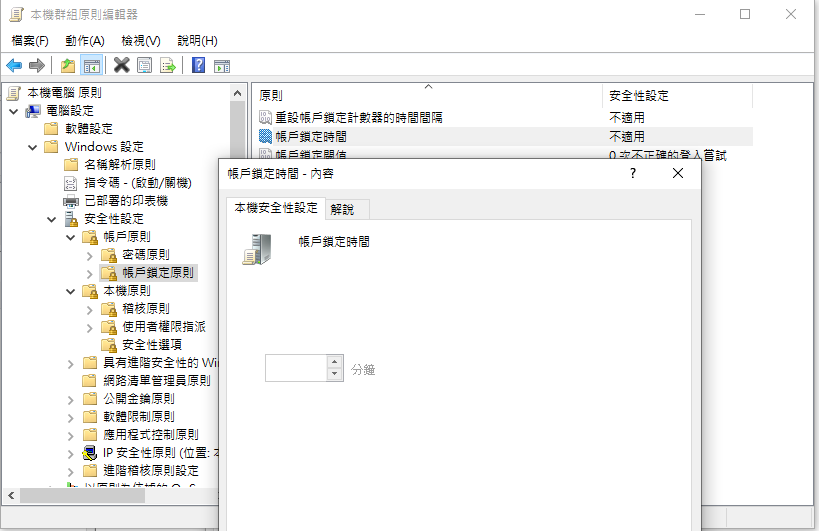 本機群組原則編輯器
檔案(F) 動作(A) 檢視(V) 說明(H)
本機電腦 原則
電腦設定
軟體設定
Windows 設定
名稱解析原則
指令碼 - (啟動/關機)
已部署的印表機
安全性設定
帳戶原則
密碼原則
帳戶鎖定原則
本機原則
稽核原則
使用者權限指派
安全性選項
具有進階安全性的 Win
網路清單管理員原則
公開金鑰原則
軟體限制原則
應用程式控制原則
IP 安全性原則 (位置: 本
進階稽核原則設定
原則 安全性設定
重設帳戶鎖定計數器的時間間隔 不適用
帳戶鎖定時間 不適用
帳戶鎖定閾值 0 次不正確的登入嘗試
帳戶鎖定時間 - 內容
? 
本機安全性設定 解說
帳戶鎖定時間
分鐘